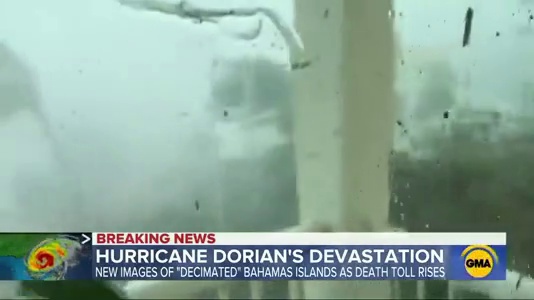 BREAKING NEWS
HURRICANE DORIAN'S DEVASTATION
NEW IMAGES OF "DECIMATED" BAHAMAS ISLANDS AS DEATH TOLL RISES
GMA